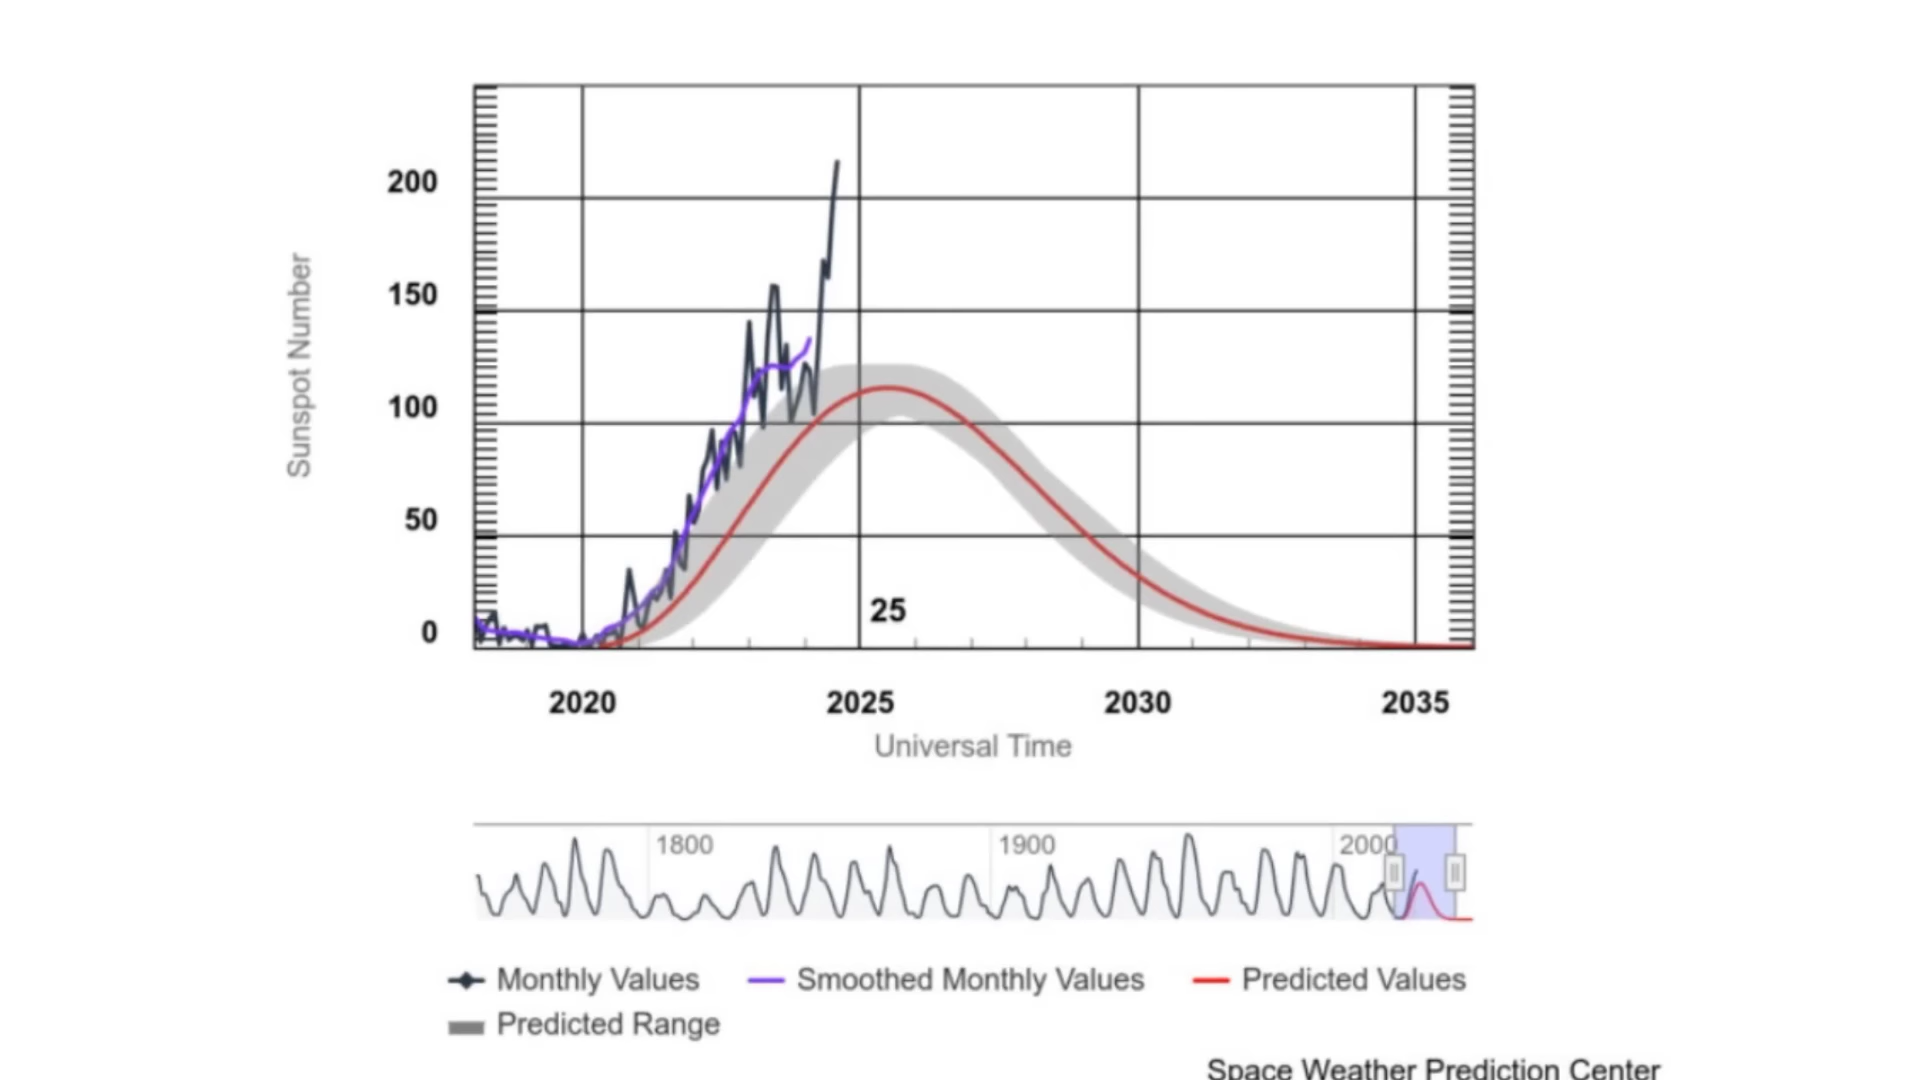 200
150
100
50
0
Sunspot Number
25
2020 2025 2030 2035
Universal Time
1800 1900 2000
Monthly Values Smoothed Monthly Values Predicted Values
Predicted Range
Space Weather Prediction Center